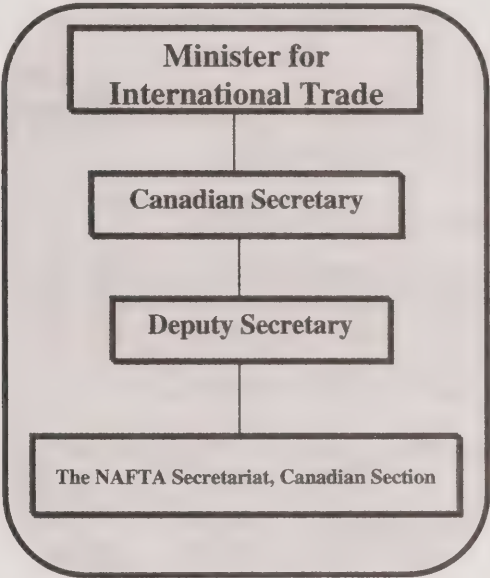 Minister for
International Trade
Canadian Secretary
Deputy Secretary
The NAFTA Secretariat, Canadian Section